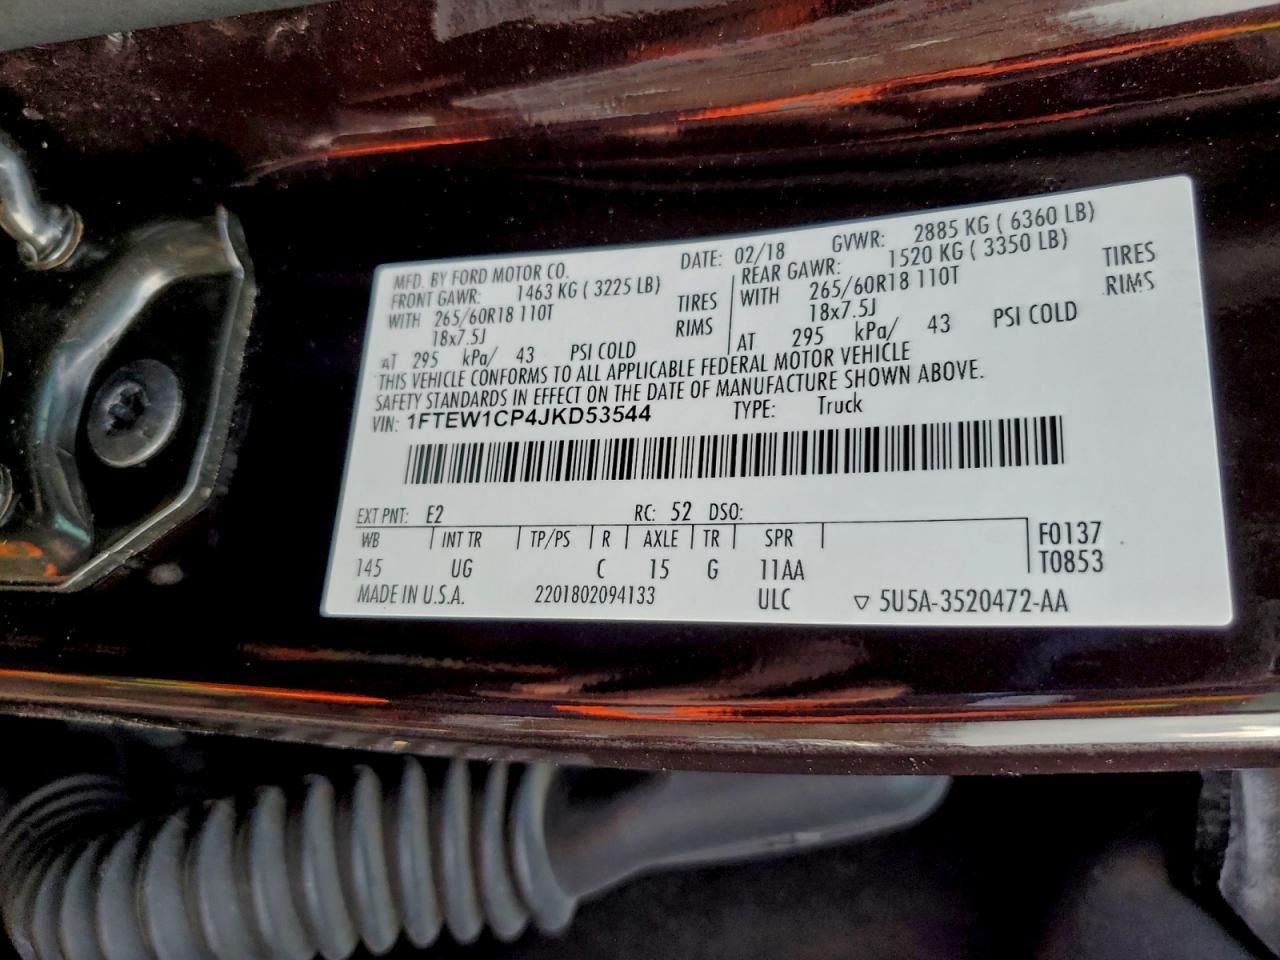 MFD. BY FORD MOTOR CO. DATE: 02/18 GVWR: 2885 KG ( 6360 LB)
FRONT GAWR: 1463 KG ( 3225 LB) REAR GAWR: 1520 KG ( 3350 LB)
WITH 265/60R18 110T TIRES WITH 265/60R18 110T TIRES
18x7.5J RIMS 18x7.5J RIMS
AT 295 kPa/ 43 PSI COLD AT 295 kPa/ 43 PSI COLD
THIS VEHICLE CONFORMS TO ALL APPLICABLE FEDERAL MOTOR VEHICLE
SAFETY STANDARDS IN EFFECT ON THE DATE OF MANUFACTURE SHOWN ABOVE.
VIN: 1FTEW1CP4JKD53544 TYPE: Truck
EXT PNT: E2 RC: 52 DSO:
WB INT TR TP/PS R AXLE TR SPR F0137
145 UG C 15 G 11AA T0853
MADE IN U.S.A. 2201802094133 ULC ▽ 5U5A-3520472-AA